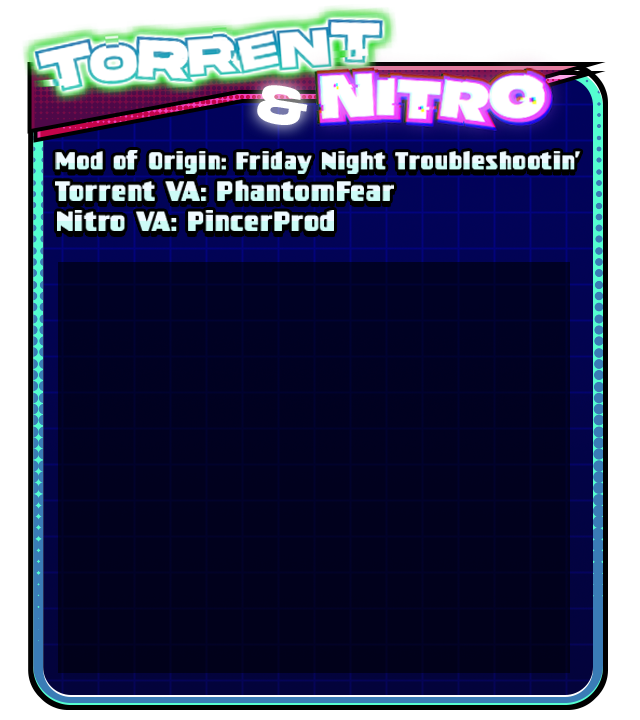 TORRENT
& NITRO
Mod of Origin: Friday Night Troubleshootin'
Torrent VA: PhantomFear
Nitro VA: PincerProd